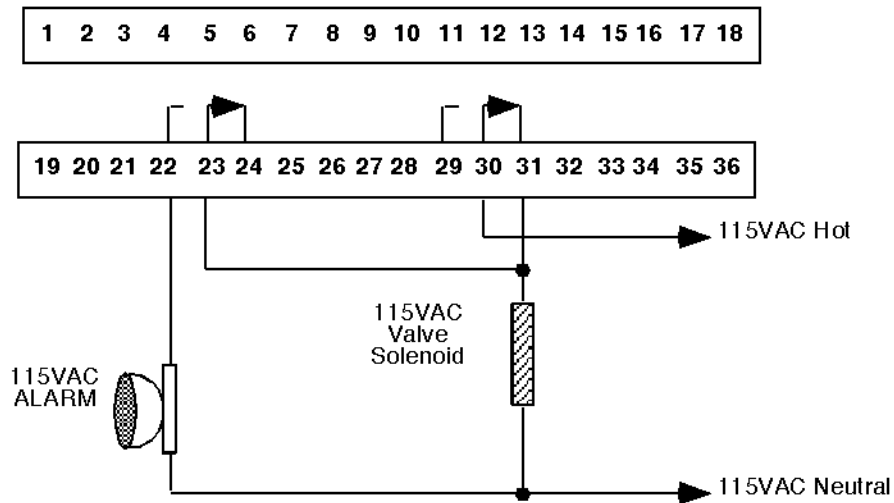 1 2 3 4 5 6 7 8 9 10 11 12 13 14 15 16 17 18
19 20 21 22 23 24 25 26 27 28 29 30 31 32 33 34 35 36
115VAC Hot
115VAC
Valve
Solenoid
115VAC
ALARM
115VAC Neutral